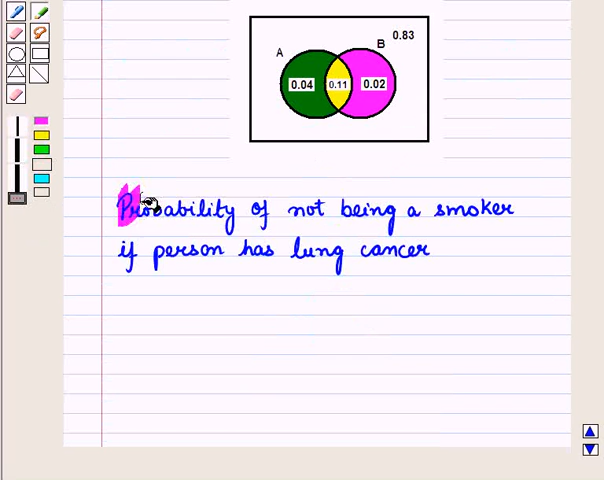 A
B
0.83
0.04
0.11
0.02
Probability of not being a smoker
if person has lung cancer